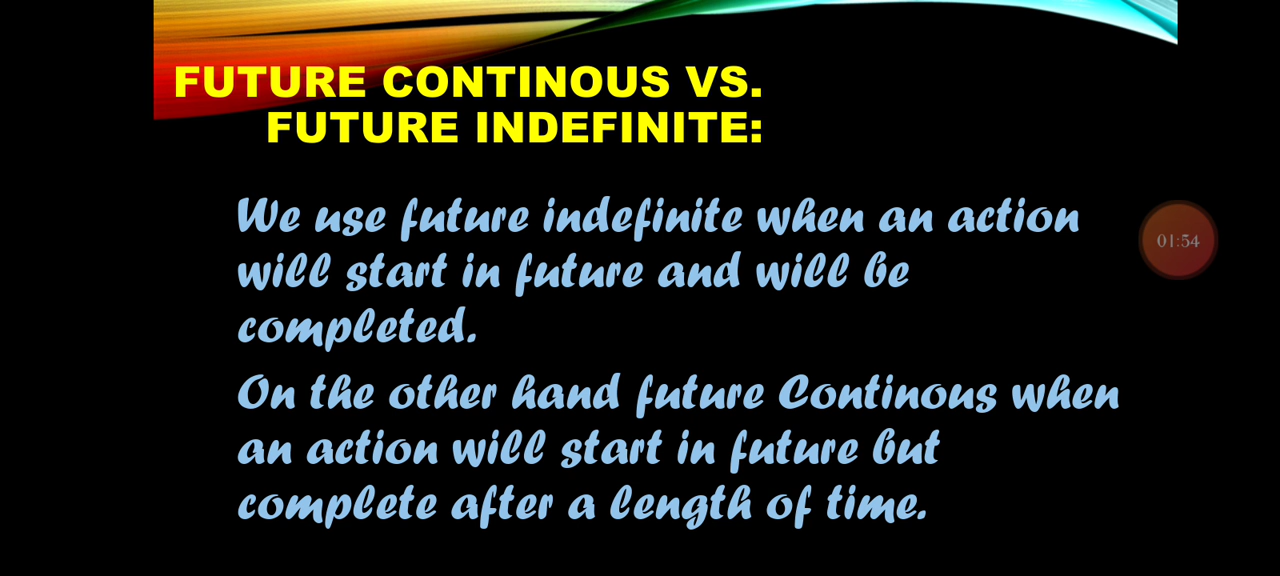 FUTURE CONTINOUS VS.
FUTURE INDEFINITE:
We use future indefinite when an action
will start in future and will be
completed.
On the other hand future Continous when
an action will start in future but
complete after a length of time.
01:54